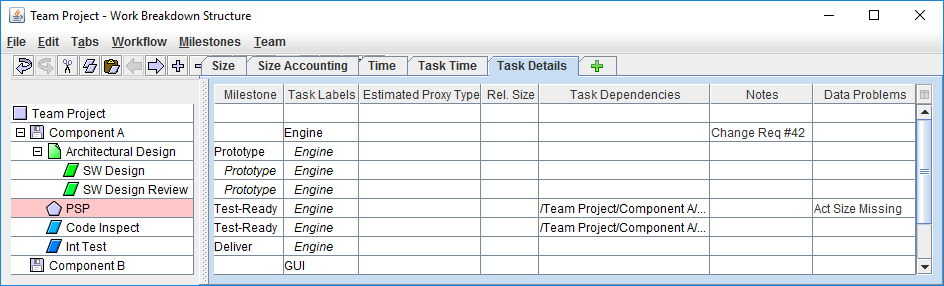 Team Project - Work Breakdown Structure
File Edit Tabs Workflow Milestones Team
Size Size Accounting Time Task Time Task Details
Milestone Task Labels Estimated Proxy Type Rel. Size Task Dependencies Notes Data Problems
Team Project
Component A Engine Change Req #42
Architectural Design Prototype Engine
SW Design Prototype Engine
SW Design Review Prototype Engine
PSP Test-Ready Engine /Team Project/Component A/... Act Size Missing
Code Inspect Test-Ready Engine /Team Project/Component A/...
Int Test Deliver Engine
Component B GUI